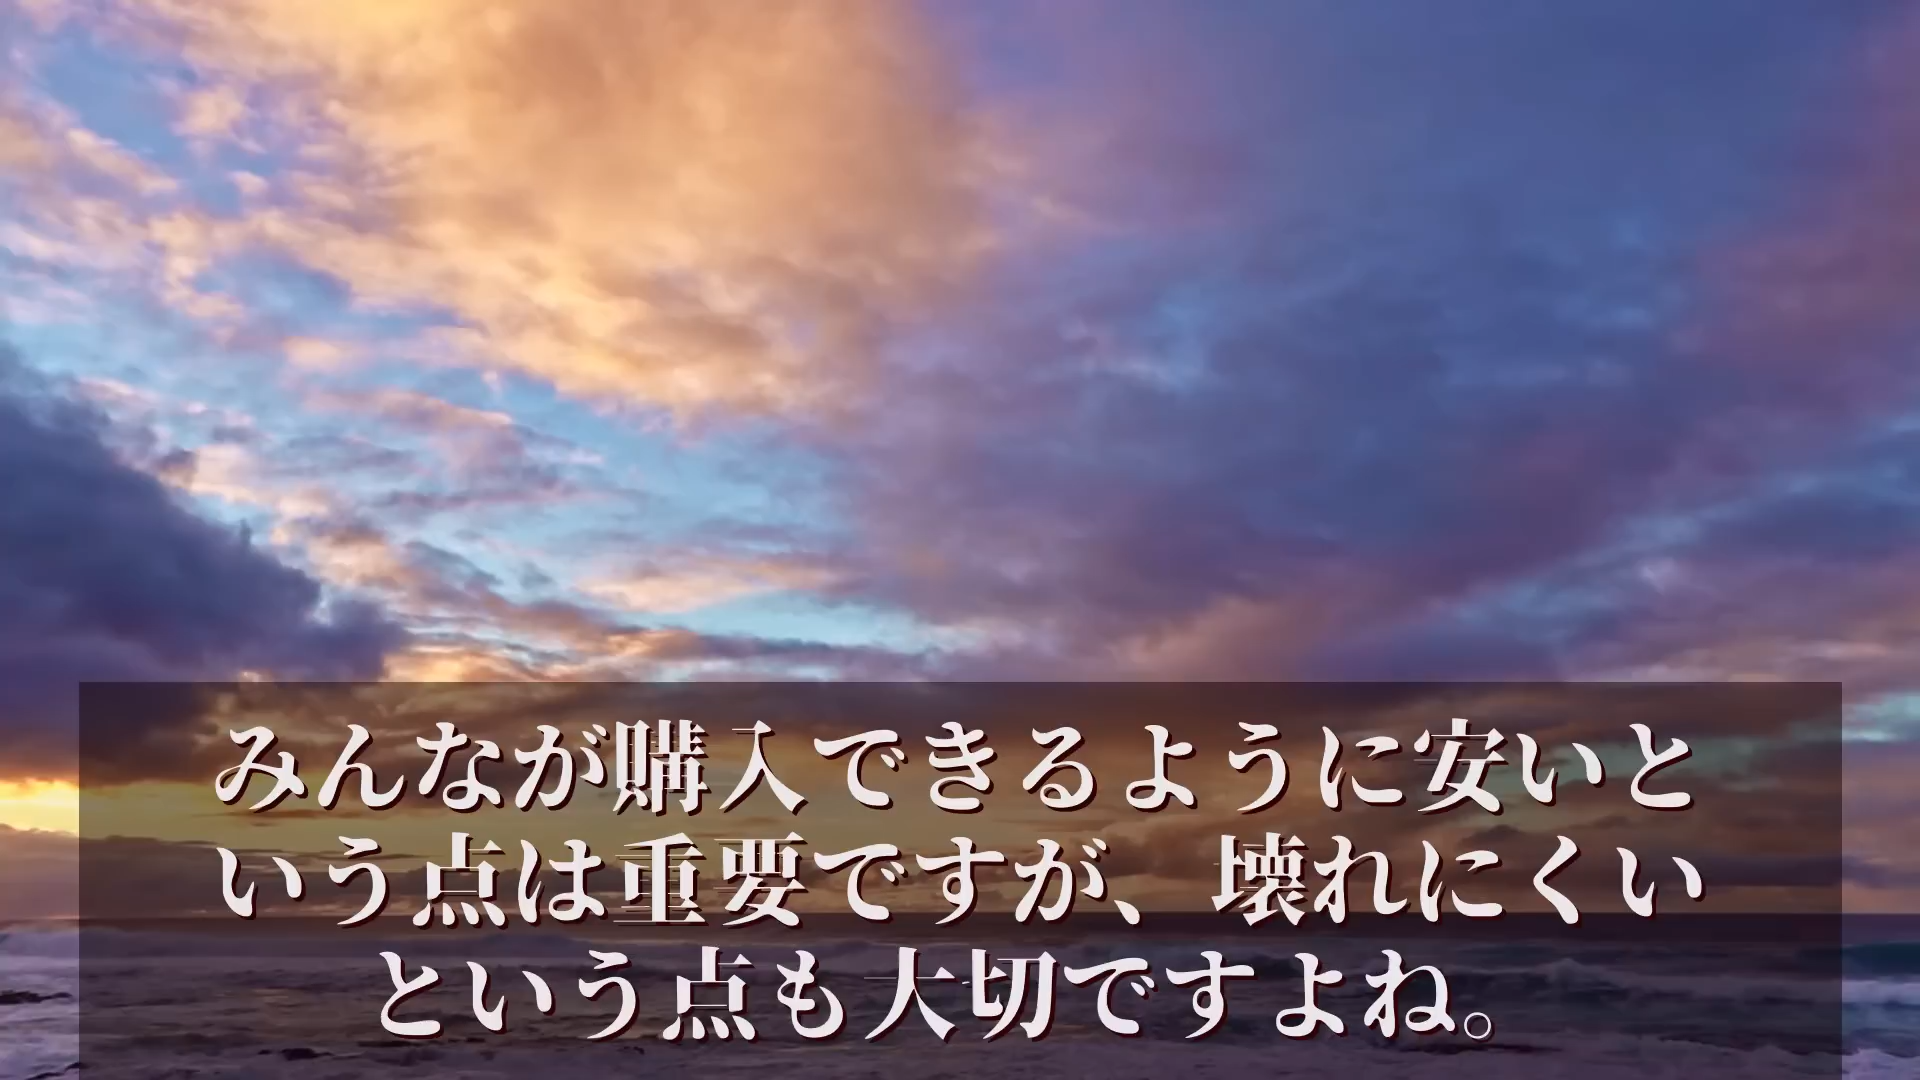 みんなが購入できるように安いと
いう点は重要ですが、壊れにくい
という点も大切ですよね。